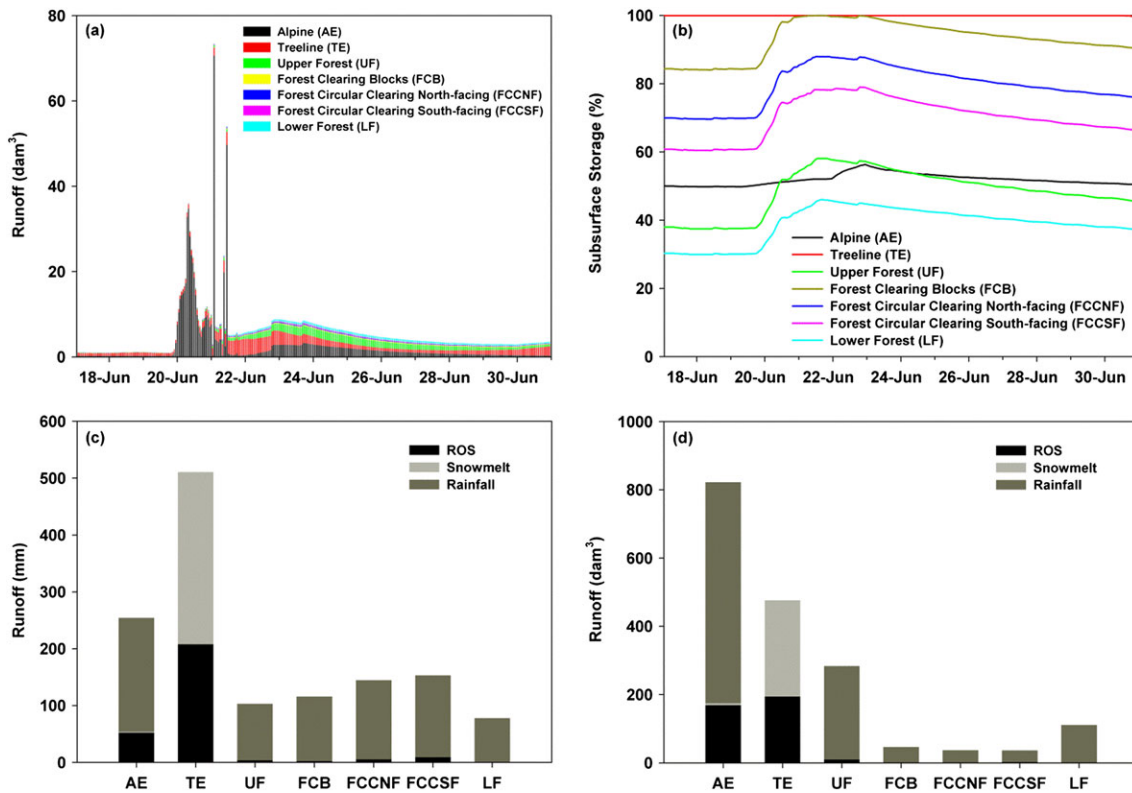 (a)
Runoff (dam³)
80
60
40
20
0
Alpine (AE)
Treeline (TE)
Upper Forest (UF)
Forest Clearing Blocks (FCB)
Forest Circular Clearing North-facing (FCCNF)
Forest Circular Clearing South-facing (FCCSF)
Lower Forest (LF)
18-Jun 20-Jun 22-Jun 24-Jun 26-Jun 28-Jun 30-Jun
(b)
Subsurface Storage (%)
100
80
60
40
20
0
Alpine (AE)
Treeline (TE)
Upper Forest (UF)
Forest Clearing Blocks (FCB)
Forest Circular Clearing North-facing (FCCNF)
Forest Circular Clearing South-facing (FCCSF)
Lower Forest (LF)
18-Jun 20-Jun 22-Jun 24-Jun 26-Jun 28-Jun 30-Jun
(c)
Runoff (mm)
600
500
400
300
200
100
0
ROS
Snowmelt
Rainfall
AE TE UF FCB FCCNF FCCSF LF
(d)
Runoff (dam³)
1000
800
600
400
200
0
ROS
Snowmelt
Rainfall
AE TE UF FCB FCCNF FCCSF LF